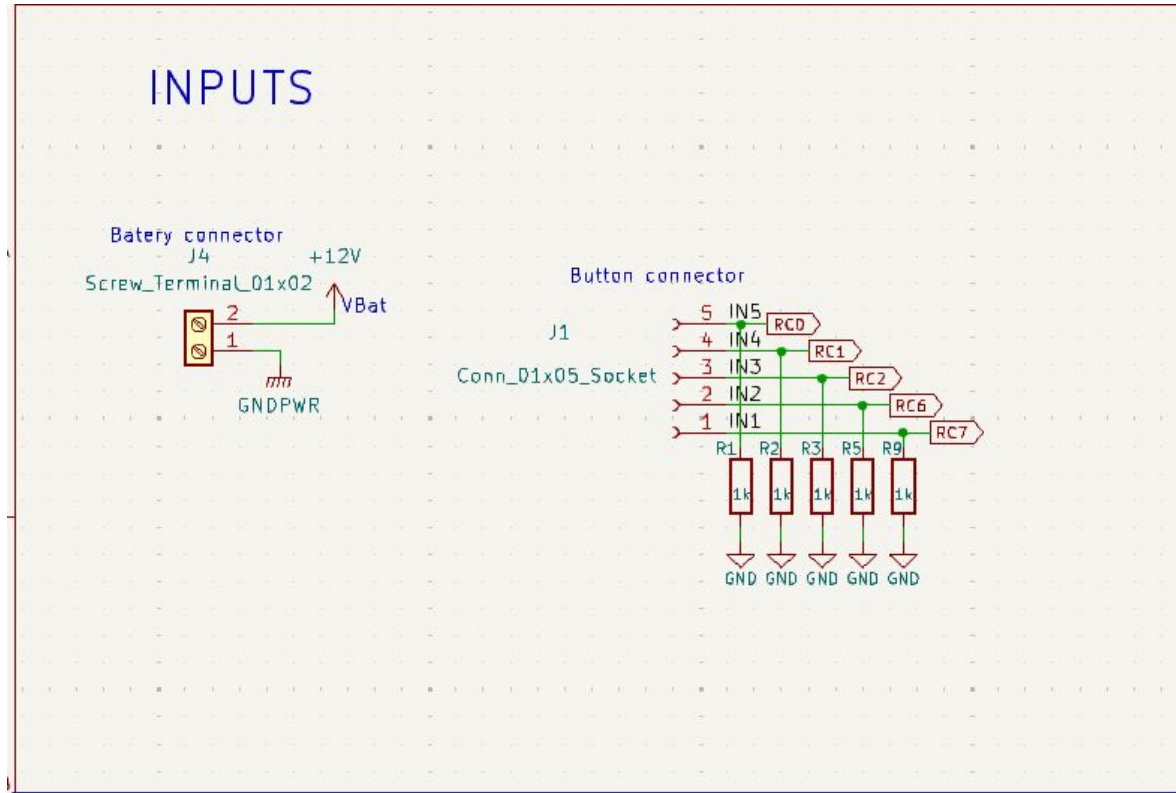 INPUTS
Batery connector
J4
+12V
Screw_Terminal_01x02
2
VBat
1
GNDPWR
Button connector
J1
Conn_01x05_Socket
5 IN5 RC0
4 IN4 RC1
3 IN3 RC2
2 IN2 RC6
1 IN1 RC7
R1 R2 R3 R5 R9
1k 1k 1k 1k 1k
GND GND GND GND GND